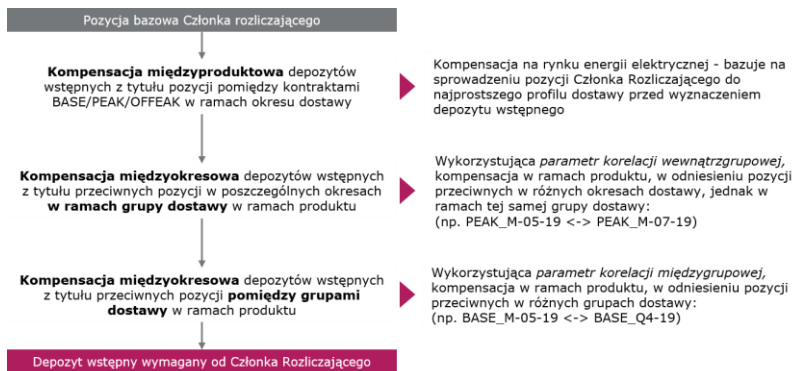 Pozycja bazowa Członka rozliczającego
Kompensacja międzyproduktowa depozytów
wstępnych z tytułu pozycji pomiędzy kontraktami
BASE/PEAK/OFFEAK w ramach okresu dostawy
Kompensacja na rynku energii elektrycznej - bazuje na
sprowadzeniu pozycji Członka Rozliczającego do
najprostszego profilu dostawy przed wyznaczeniem
depozytu wstępnego
Kompensacja międzyokresowa depozytów wstępnych
z tytułu przeciwnych pozycji w poszczególnych okresach
w ramach grupy dostawy w ramach produktu
Wykorzystująca parametr korelacji wewnątrzgrupowej,
kompensacja w ramach produktu, w odniesieniu pozycji
przeciwnych w różnych okresach dostawy, jednak w
ramach tej samej grupy dostawy:
(np. PEAK_M-05-19 <-> PEAK_M-07-19)
Kompensacja międzyokresowa depozytów wstępnych
z tytułu przeciwnych pozycji pomiędzy grupami
dostawy w ramach produktu
Wykorzystująca parametr korelacji międzygrupowej,
kompensacja w ramach produktu, w odniesieniu pozycji
przeciwnych w różnych grupach dostawy:
(np. BASE_M-05-19 <-> BASE_Q4-19)
Depozyt wstępny wymagany od Członka Rozliczającego